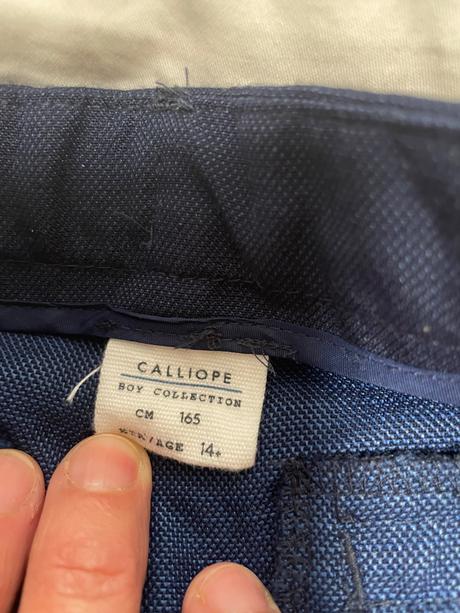 CALLIOPE
BOY COLLECTION
CM 165
/AGE 14+